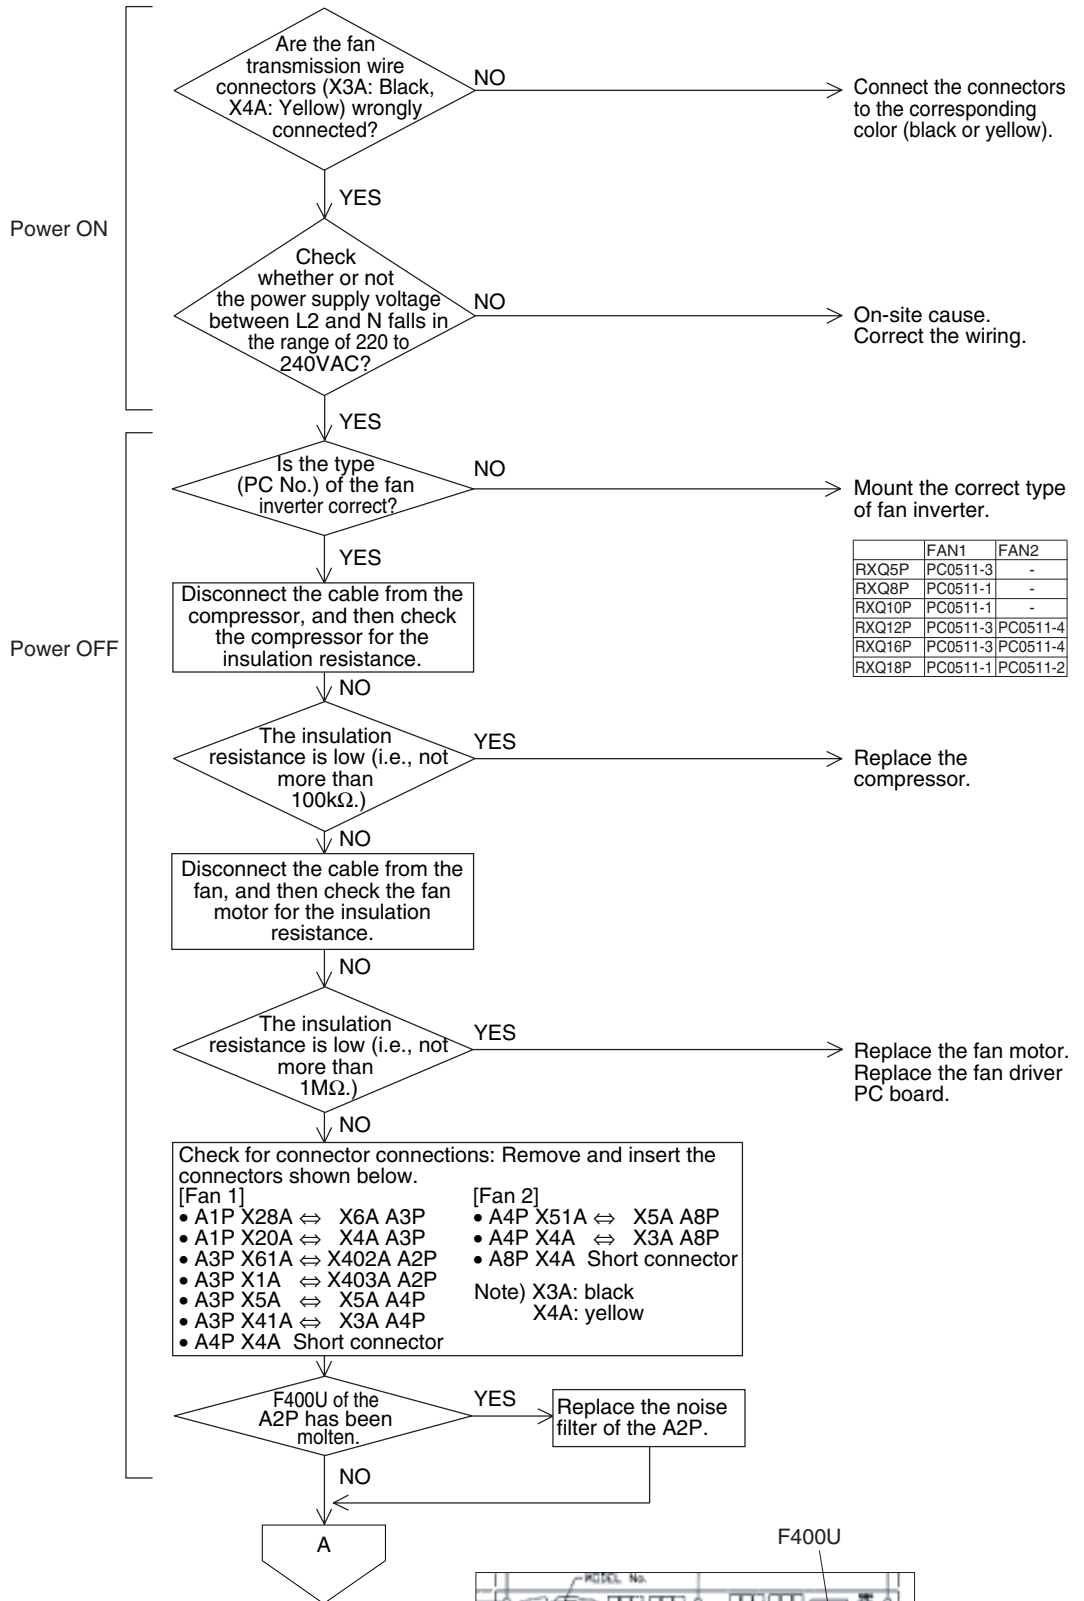 Are the fan
transmission wire
connectors (X3A: Black,
X4A: Yellow) wrongly
connected?
NO
Connect the connectors
to the corresponding
color (black or yellow).
YES
Power ON
Check
whether or not
the power supply voltage
between L2 and N falls in
the range of 220 to
240VAC?
NO
On-site cause.
Correct the wiring.
YES
Is the type
(PC No.) of the fan
inverter correct?
NO
Mount the correct type
of fan inverter.
FAN1 FAN2
RXQ5P PC0511-3 -
RXQ8P PC0511-1 -
RXQ10P PC0511-1 -
RXQ12P PC0511-3 PC0511-4
RXQ16P PC0511-3 PC0511-4
RXQ18P PC0511-1 PC0511-2
YES
Disconnect the cable from the
compressor, and then check
the compressor for the
insulation resistance.
Power OFF
NO
The insulation
resistance is low (i.e., not
more than
100kΩ.)
YES
Replace the
compressor.
NO
Disconnect the cable from the
fan, and then check the fan
motor for the insulation
resistance.
NO
The insulation
resistance is low (i.e., not
more than
1MΩ.)
YES
Replace the fan motor.
Replace the fan driver
PC board.
NO
Check for connector connections: Remove and insert the
connectors shown below.
[Fan 1]
• A1P X28A ⇔ X6A A3P
• A1P X20A ⇔ X4A A3P
• A3P X61A ⇔ X402A A2P
• A3P X1A ⇔ X403A A2P
• A3P X5A ⇔ X5A A4P
• A3P X41A ⇔ X3A A4P
• A4P X4A Short connector
[Fan 2]
• A4P X51A ⇔ X5A A8P
• A4P X4A ⇔ X3A A8P
• A8P X4A Short connector
Note) X3A: black
X4A: yellow
F400U of the
A2P has been
molten.
YES
Replace the noise
filter of the A2P.
NO
A
F400U
MODEL No.